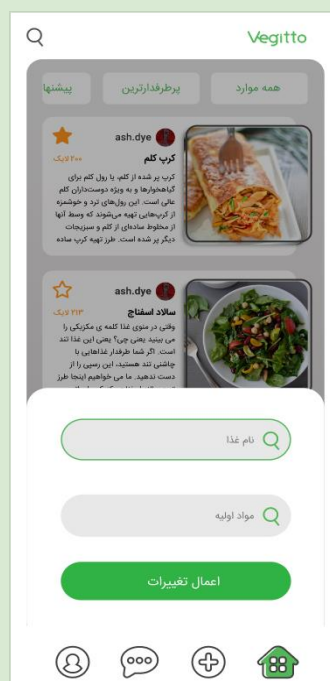 Vegitto
همه موارد
پرطرفدارترین
پیشنها
ash.dye
کرپ کلم
۲۰۰ لایک
کرپ پر شده از کلم، یا رول کلم برای
گیاهخوارها و به ویژه دوستداران کلم
عالی است. این رول‌های ترد و خوشمزه
از کرپ‌هایی تهیه می‌شوند که وسط آنها
از مخلوط ساده‌ای از کلم و سبزیجات
دیگر پر شده است. طرز تهیه کرپ ساده
ash.dye
سالاد اسفناج
۲۱۳ لایک
وقتی در منوی غذا کلمه ی مکزیکی را
می بینید یعنی چی؟ یعنی این غذا تند
است. اگر شما طرفدار غذاهایی با
چاشنی تند هستید، این رسپی را از
دست ندهید. ما می خواهیم اینجا طرز
نام غذا
مواد اولیه
اعمال تغییرات